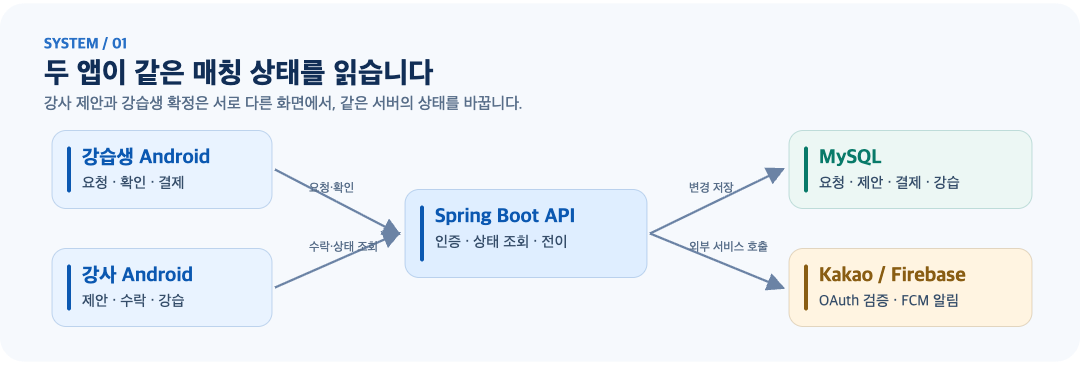 SYSTEM / 01
두 앱이 같은 매칭 상태를 읽습니다
강사 제안과 강습생 확정은 서로 다른 화면에서, 같은 서버의 상태를 바꿉니다.
강습생 Android
요청 · 확인 · 결제
강사 Android
제안 · 수락 · 강습
요청·확인
수락·상태 조회
Spring Boot API
인증 · 상태 조회 · 전이
변경 저장
외부 서비스 호출
MySQL
요청 · 제안 · 결제 · 강습
Kakao / Firebase
OAuth 검증 · FCM 알림